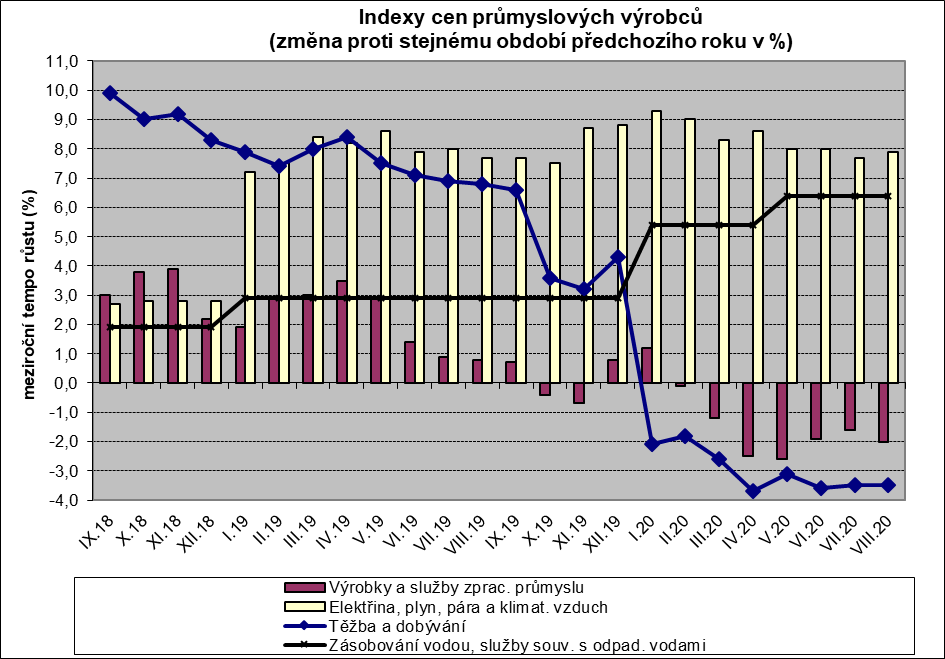 Indexy cen průmyslových výrobců
(změna proti stejnému období předchozího roku v %)
meziroční tempo růstu (%)
11,0
10,0
9,0
8,0
7,0
6,0
5,0
4,0
3,0
2,0
1,0
0,0
-1,0
-2,0
-3,0
-4,0
IX.18
X.18
XI.18
XII.18
I.19
II.19
III.19
IV.19
V.19
VI.19
VII.19
VIII.19
IX.19
X.19
XI.19
XII.19
I.20
II.20
III.20
IV.20
V.20
VI.20
VII.20
VIII.20
Výrobky a služby zprac. průmyslu
Elektřina, plyn, pára a klimat. vzduch
Těžba a dobývání
Zásobování vodou, služby souv. s odpad. vodami